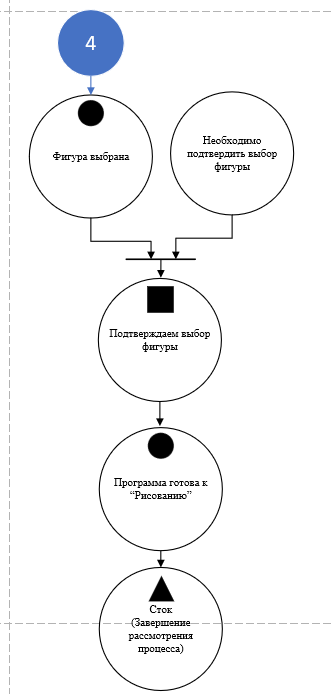 4
Фигура выбрана
Необходимо
подтвердить выбор
фигуры
Подтверждаем выбор
фигуры
Программа готова к
“Рисованию”
Сток
(Завершение
рассмотрения
процесса)